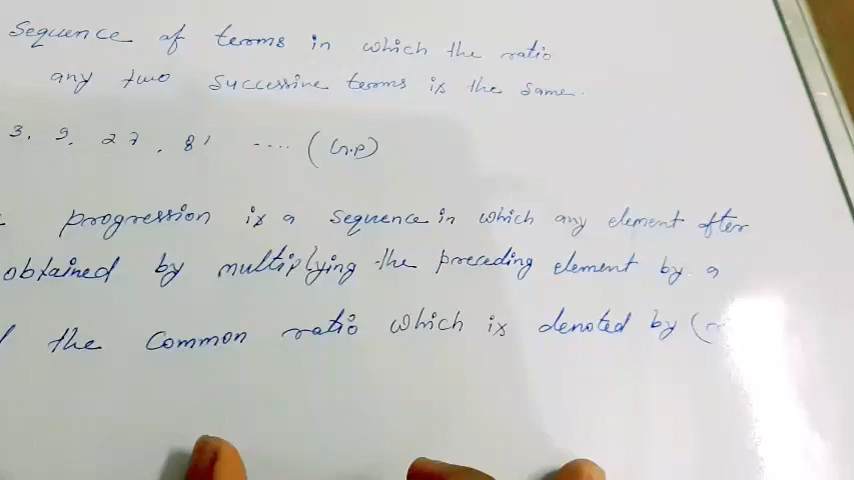 Sequence of terms in which the ratio
any two successive terms is the same.
3, 9, 27, 81 .... (G.P)
progression is a sequence in which any element after
obtained by multiplying the preceding element by a
the common ratio which is denoted by (r